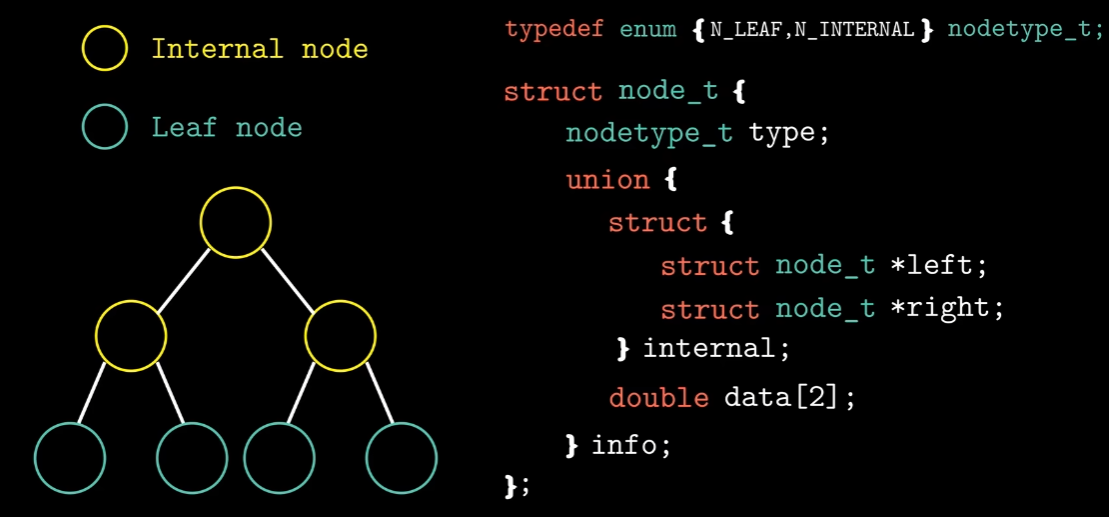 Internal node
Leaf node
typedef enum {N_LEAF,N_INTERNAL} nodetype_t;
struct node_t {
nodetype_t type;
union {
struct {
struct node_t *left;
struct node_t *right;
} internal;
double data[2];
} info;
};